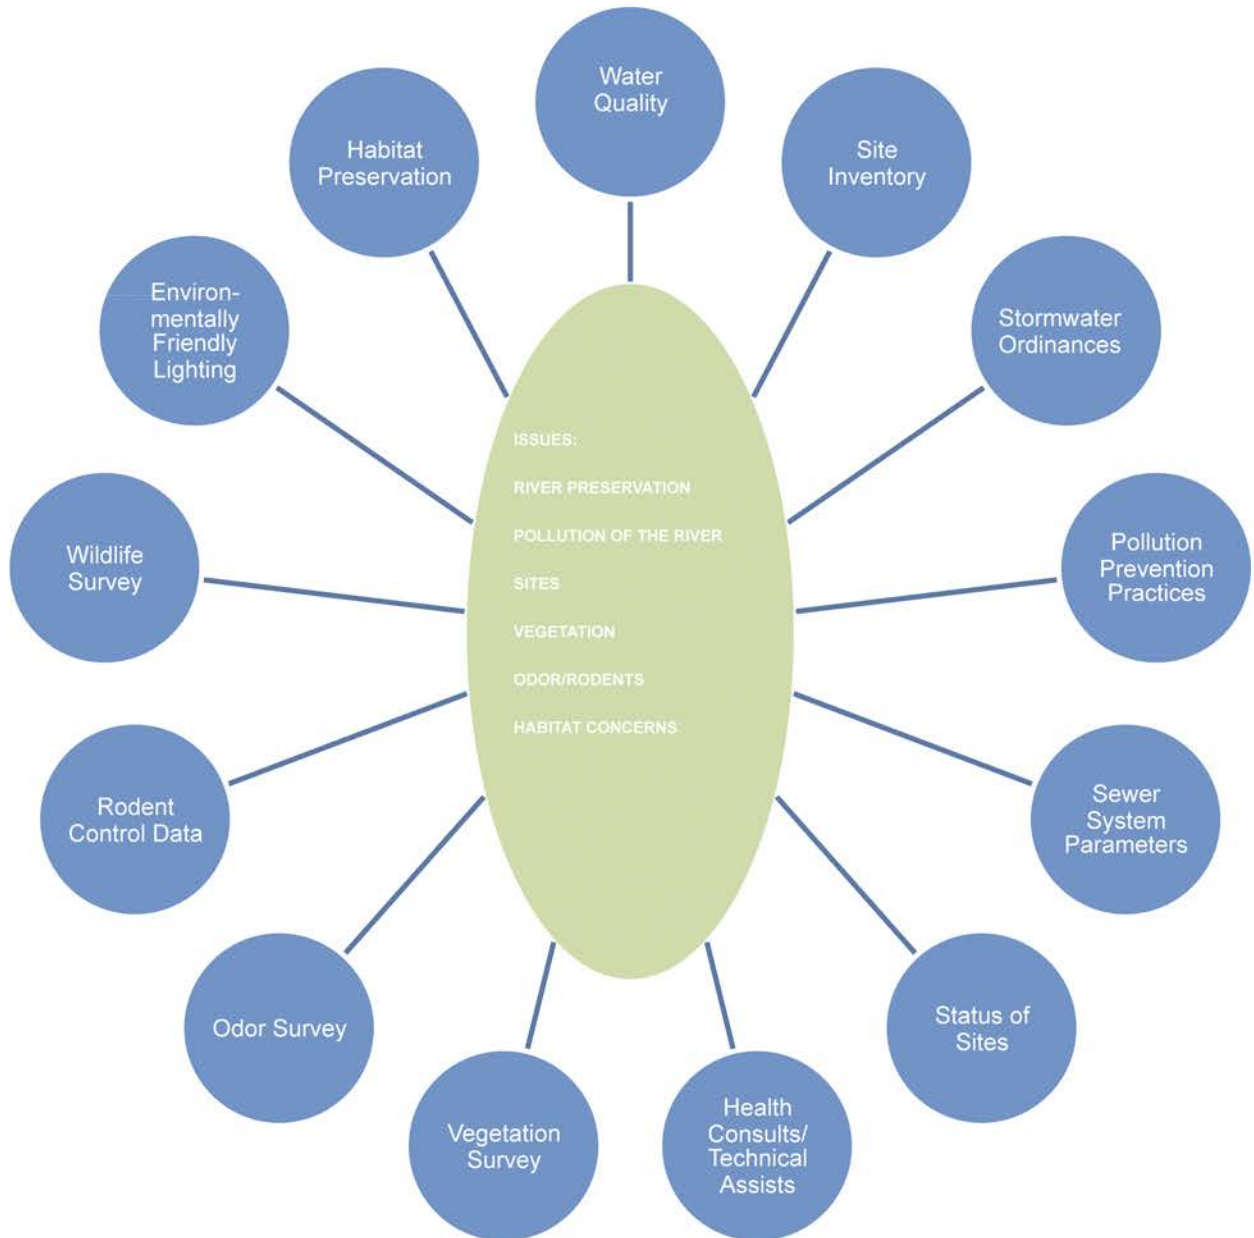 Water
Quality
Site
Inventory
Stormwater
Ordinances
Pollution
Prevention
Practices
Sewer
System
Parameters
Status of
Sites
Health
Consults/
Technical
Assists
Vegetation
Survey
Odor Survey
Rodent
Control Data
Wildlife
Survey
Environ-
mentally
Friendly
Lighting
Habitat
Preservation
ISSUES:
RIVER PRESERVATION
POLLUTION OF THE RIVER
SITES
VEGETATION
ODOR/RODENTS
HABITAT CONCERNS